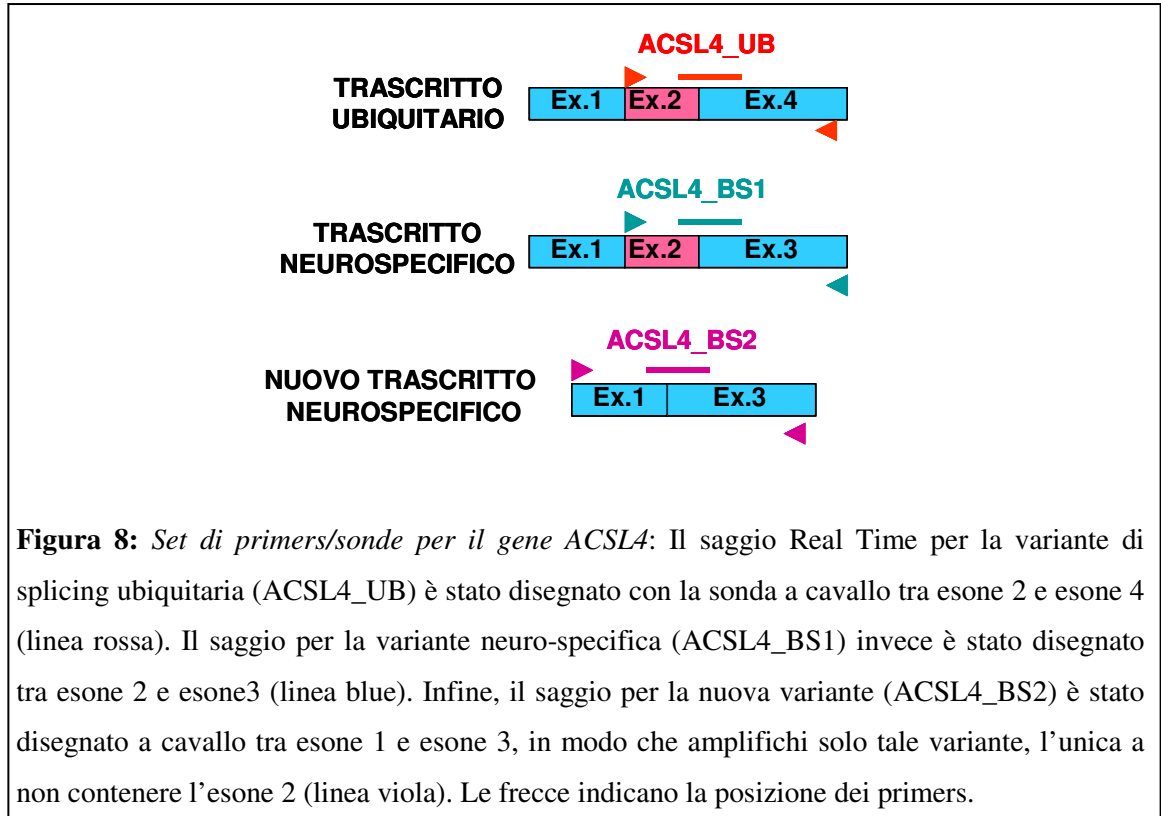 ACSL4_UB
TRASCRITTO
UBIQUITARIO
Ex.1 Ex.2 Ex.4
ACSL4_BS1
TRASCRITTO
NEUROSPECIFICO
Ex.1 Ex.2 Ex.3
ACSL4_BS2
NUOVO TRASCRITTO
NEUROSPECIFICO
Ex.1 Ex.3
Figura 8: Set di primers/sonde per il gene ACSL4: Il saggio Real Time per la variante di
splicing ubiquitaria (ACSL4_UB) è stato disegnato con la sonda a cavallo tra esone 2 e esone 4
(linea rossa). Il saggio per la variante neuro-specifica (ACSL4_BS1) invece è stato disegnato
tra esone 2 e esone3 (linea blue). Infine, il saggio per la nuova variante (ACSL4_BS2) è stato
disegnato a cavallo tra esone 1 e esone 3, in modo che amplifichi solo tale variante, l'unica a
non contenere l'esone 2 (linea viola). Le frecce indicano la posizione dei primers.